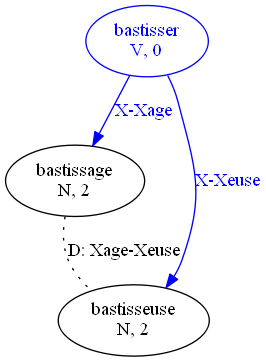 bastisser
V, 0
X-Xage
bastissage
N, 2
X-Xeuse
D: Xage-Xeuse
bastisseuse
N, 2